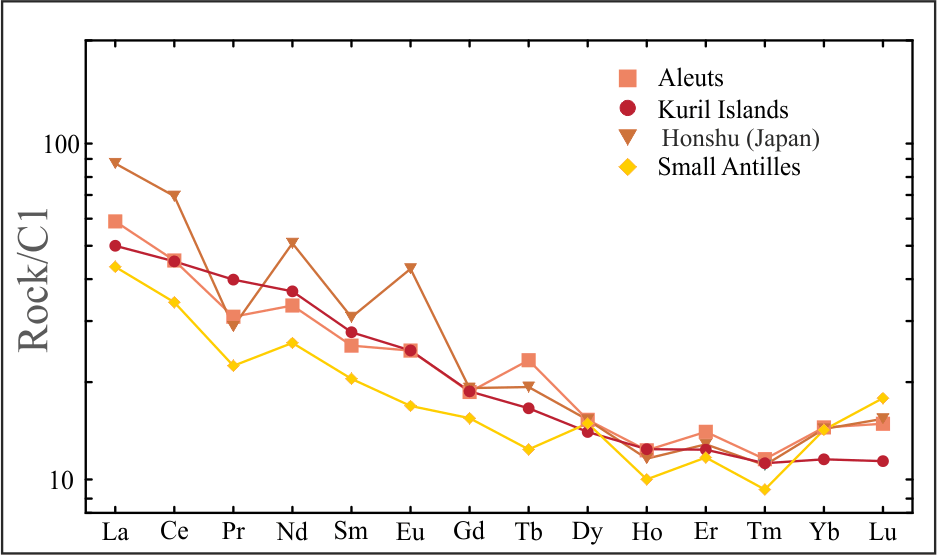 Aleuts
Kuril Islands
Honshu (Japan)
Small Antilles
100
10
Rock/C1
La Ce Pr Nd Sm Eu Gd Tb Dy Ho Er Tm Yb Lu